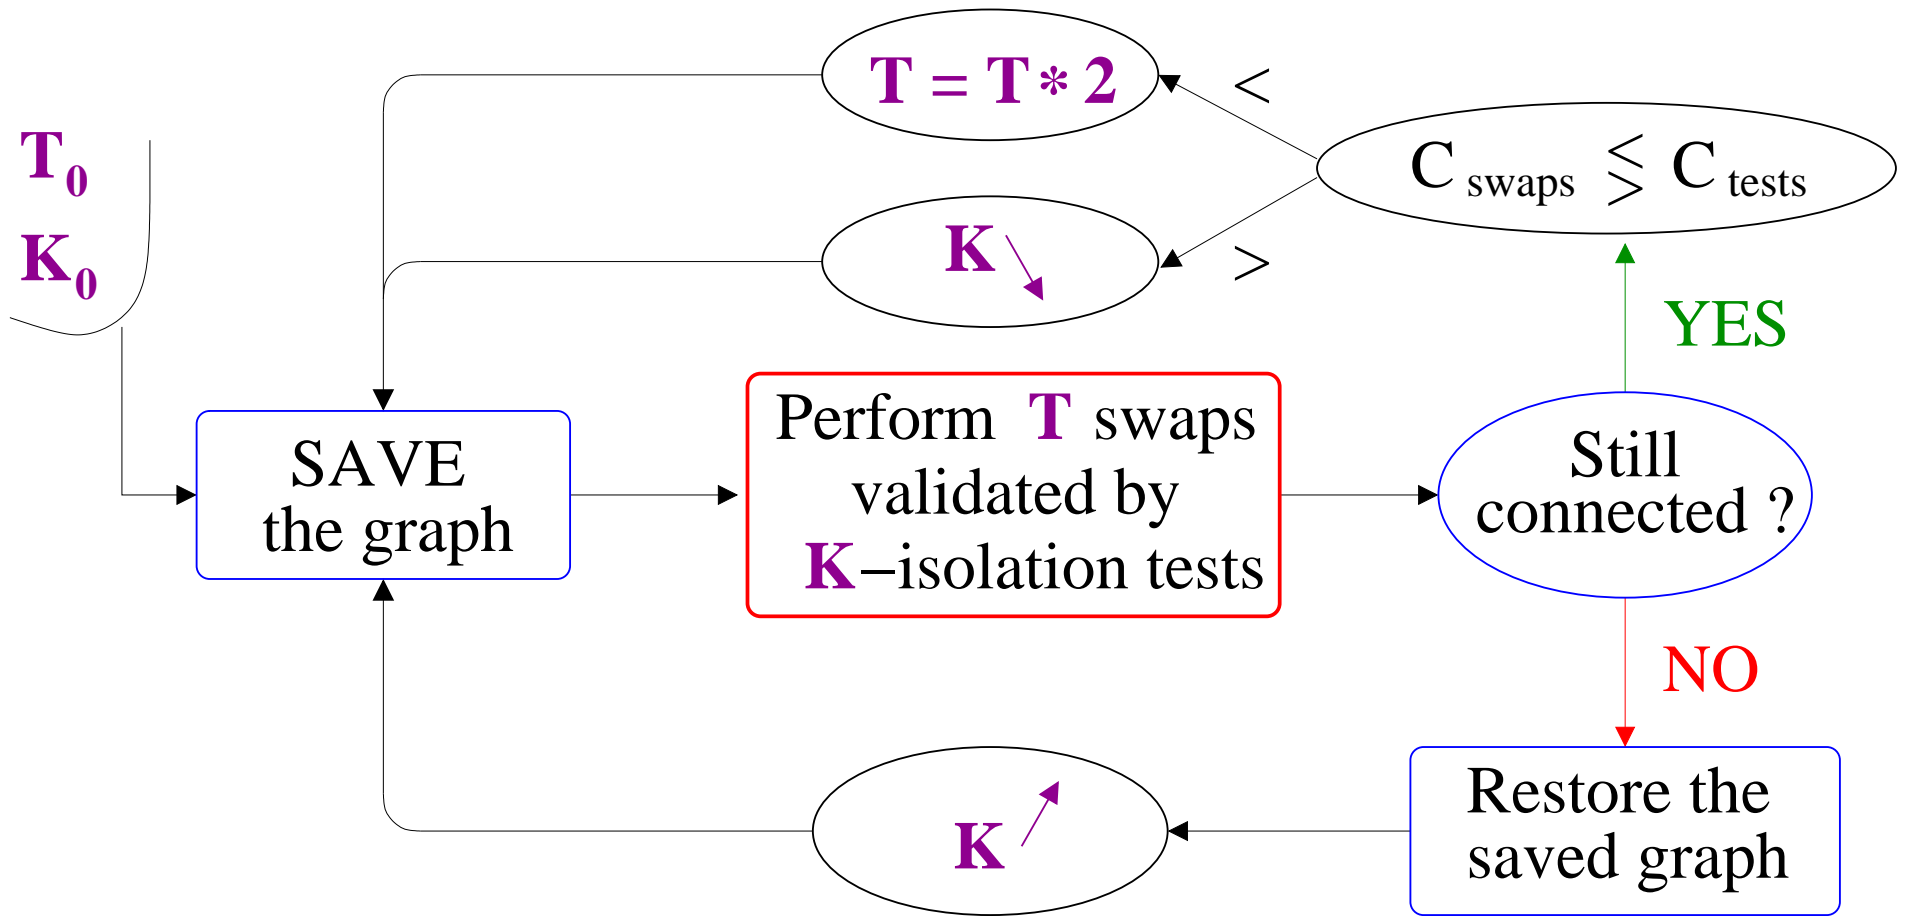 T₀
K₀
T = T * 2
<
C swaps ≶ C tests
K
>
YES
SAVE
the graph
Perform T swaps
validated by
K–isolation tests
Still
connected ?
NO
Restore the
saved graph
K